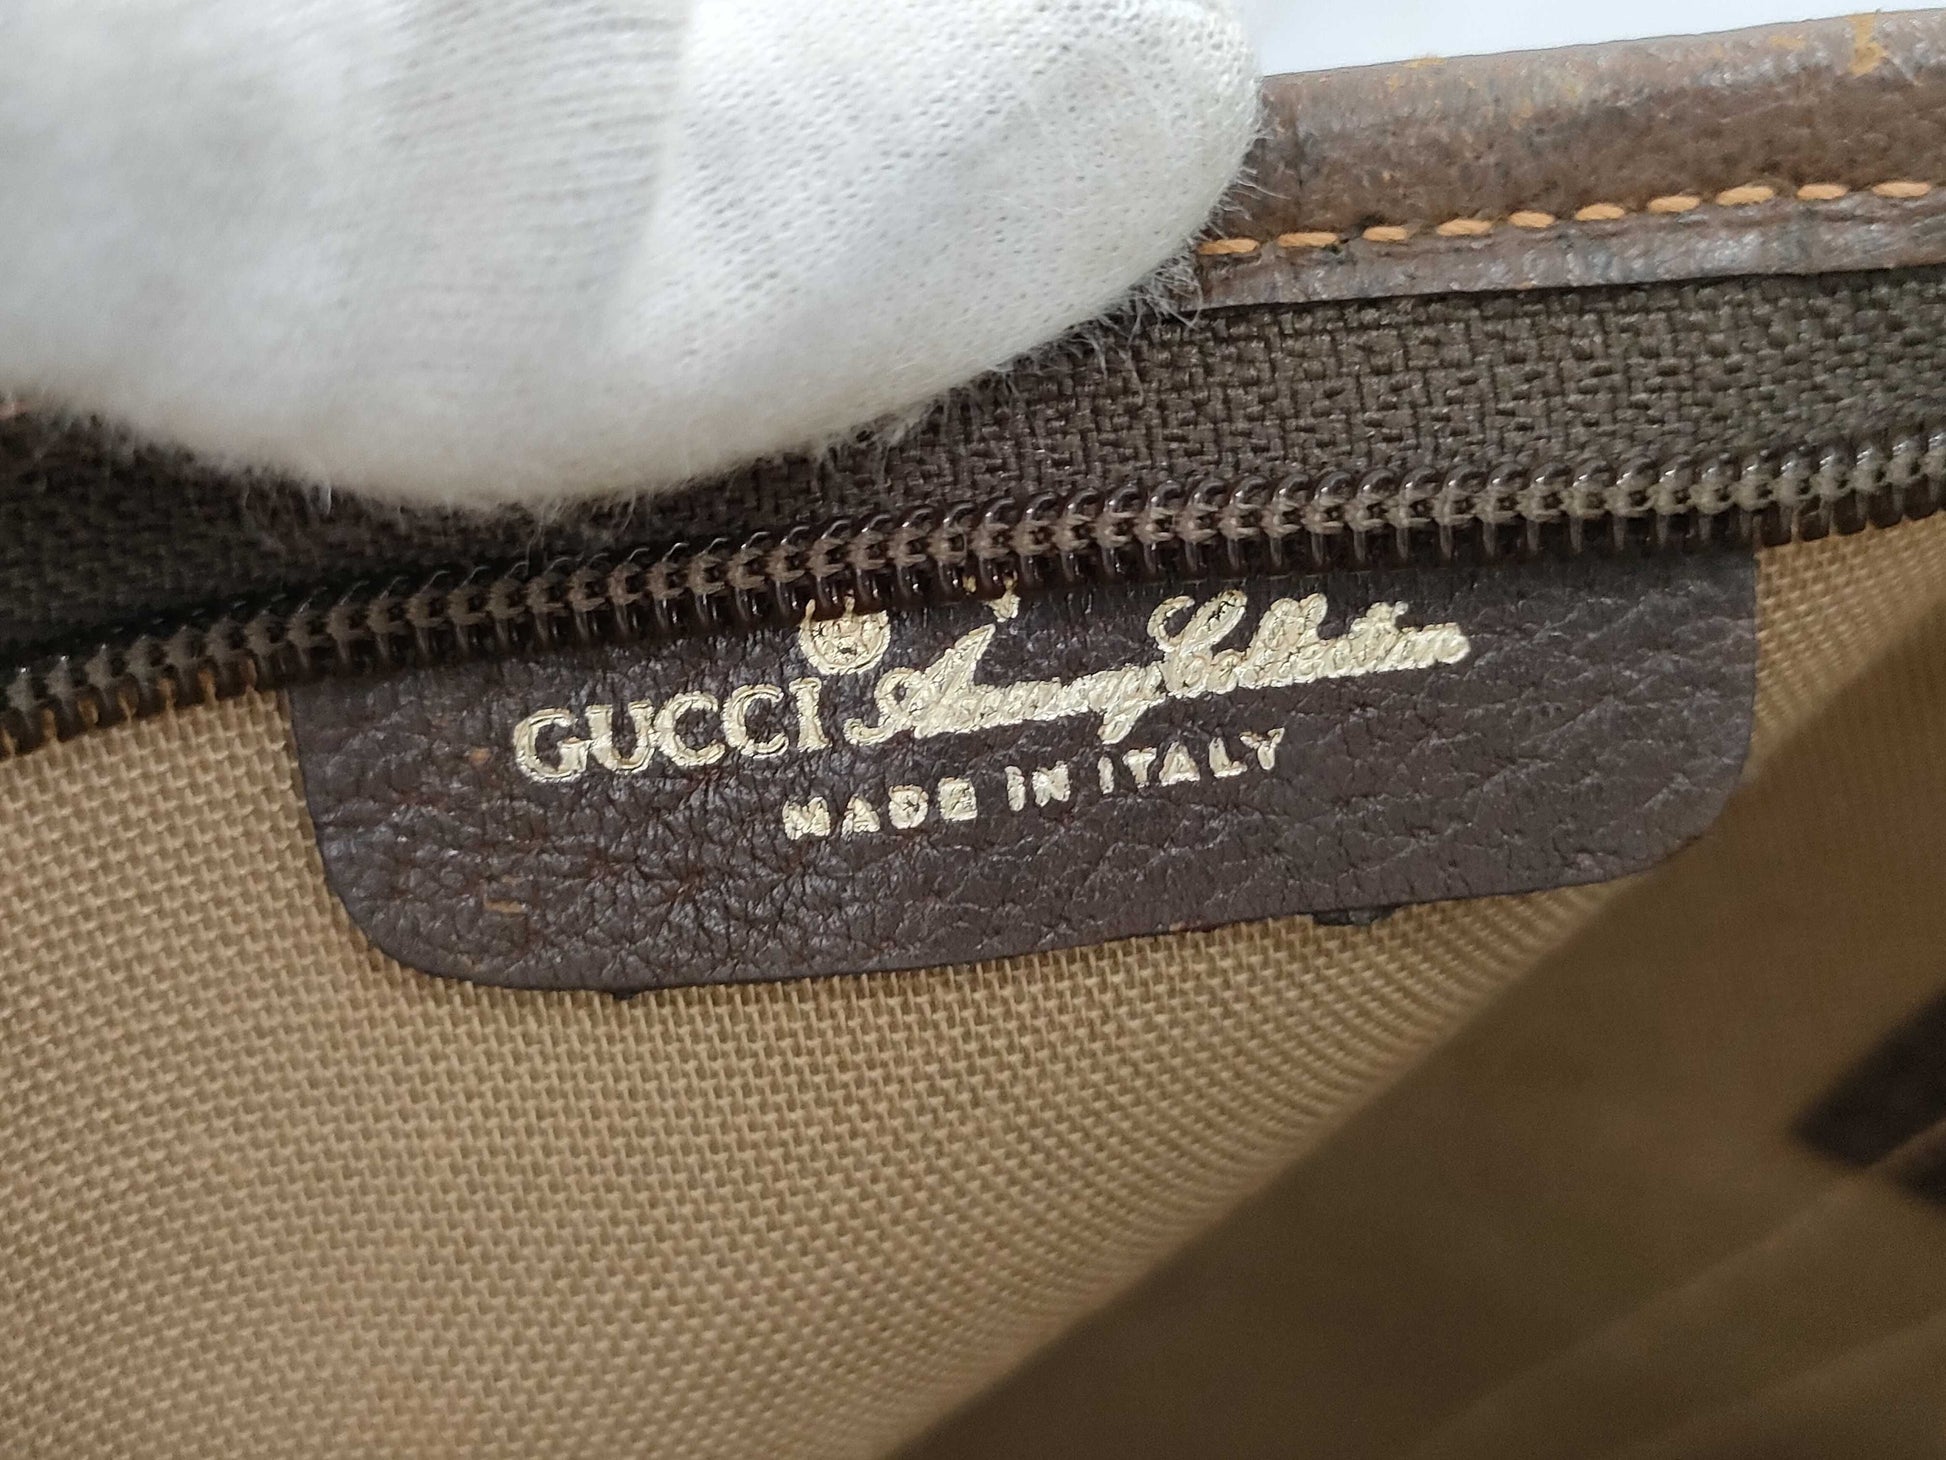 GUCCI Accessory Collection
MADE IN ITALY